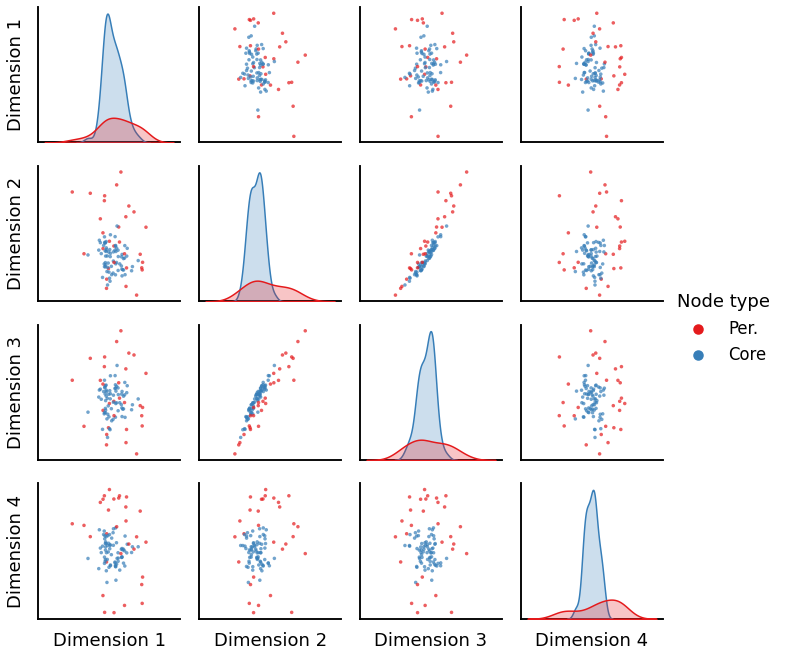 Dimension 1
Dimension 2
Dimension 3
Dimension 4
Node type
Per.
Core
Dimension 1
Dimension 2
Dimension 3
Dimension 4